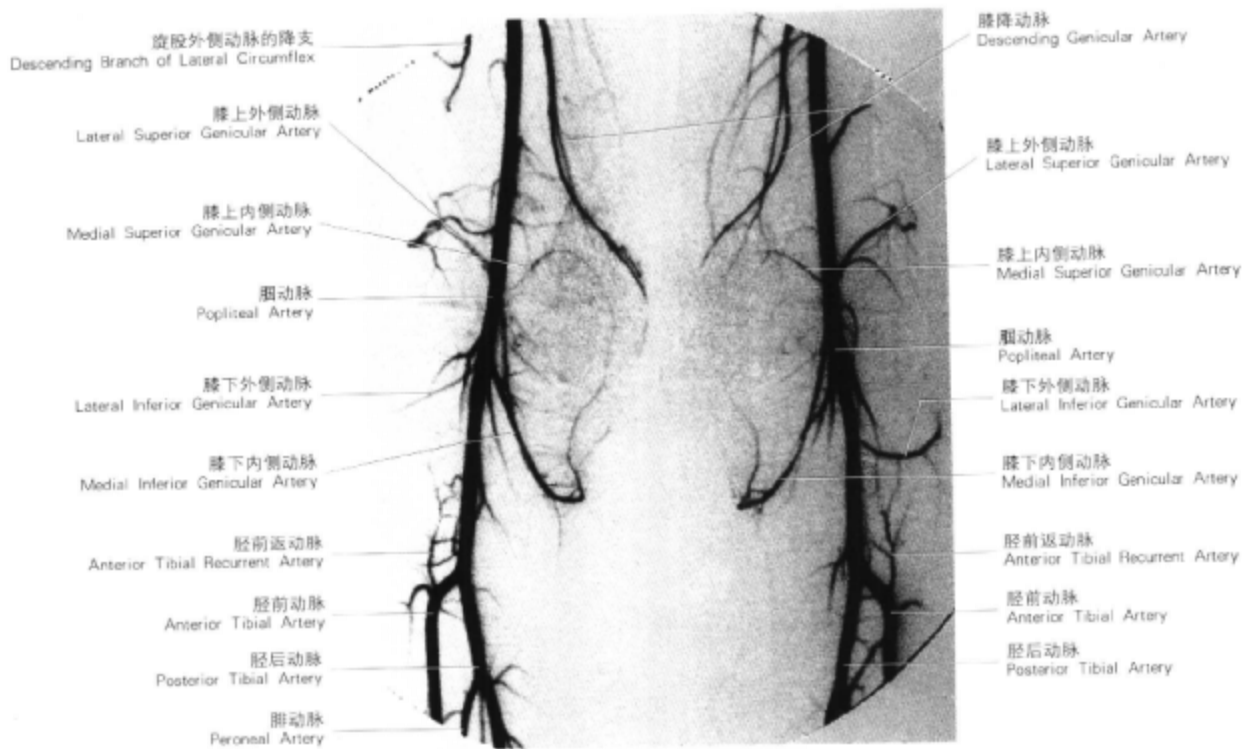 旋股外侧动脉的降支
Descending Branch of Lateral Circumflex
膝上外侧动脉
Lateral Superior Genicular Artery
膝上内侧动脉
Medial Superior Genicular Artery
腘动脉
Popliteal Artery
膝下外侧动脉
Lateral Inferior Genicular Artery
膝下内侧动脉
Medial Inferior Genicular Artery
胫前返动脉
Anterior Tibial Recurrent Artery
胫前动脉
Anterior Tibial Artery
胫后动脉
Posterior Tibial Artery
腓动脉
Peroneal Artery
膝降动脉
Descending Genicular Artery
膝上外侧动脉
Lateral Superior Genicular Artery
膝上内侧动脉
Medial Superior Genicular Artery
腘动脉
Popliteal Artery
膝下外侧动脉
Lateral Inferior Genicular Artery
膝下内侧动脉
Medial Inferior Genicular Artery
胫前返动脉
Anterior Tibial Recurrent Artery
胫前动脉
Anterior Tibial Artery
胫后动脉
Posterior Tibial Artery